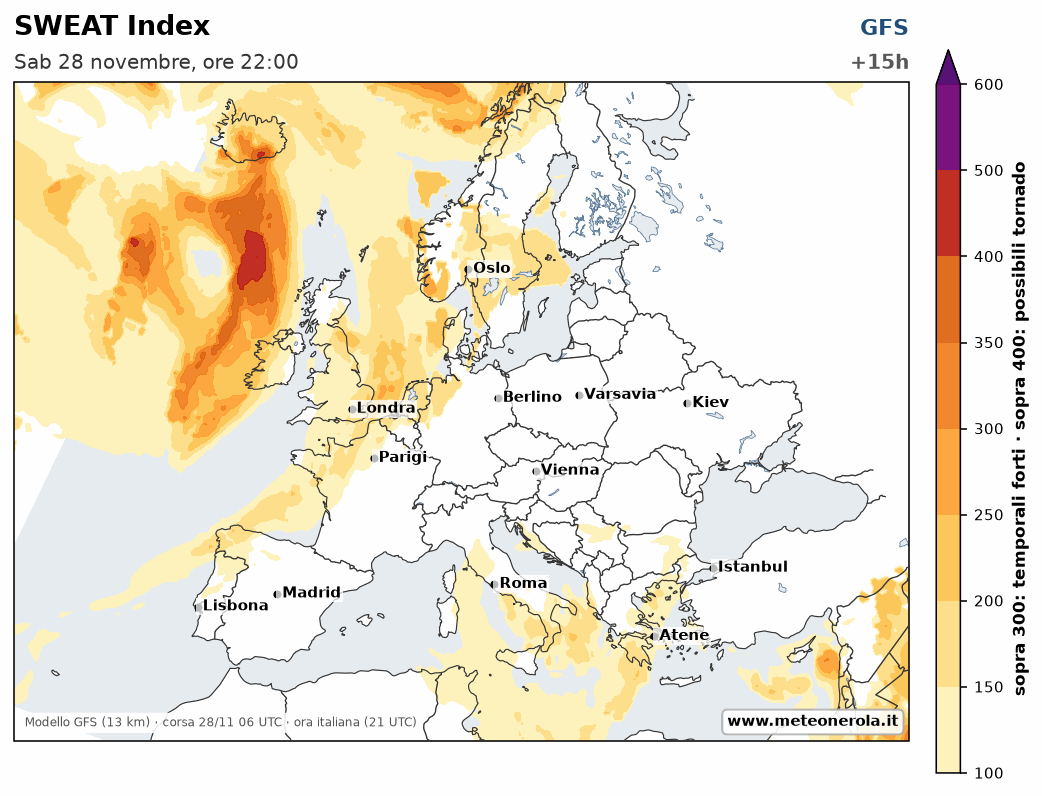 SWEAT Index
GFS
Sab 28 novembre, ore 22:00
+15h
600
500
400
350
300
250
200
150
100
sopra 300: temporali forti · sopra 400: possibili tornado
Oslo
Berlino
Varsavia
Kiev
Londra
Parigi
Vienna
Istanbul
Roma
Madrid
Lisbona
Atene
Modello GFS (13 km) · corsa 28/11 06 UTC · ora italiana (21 UTC)
www.meteonerola.it